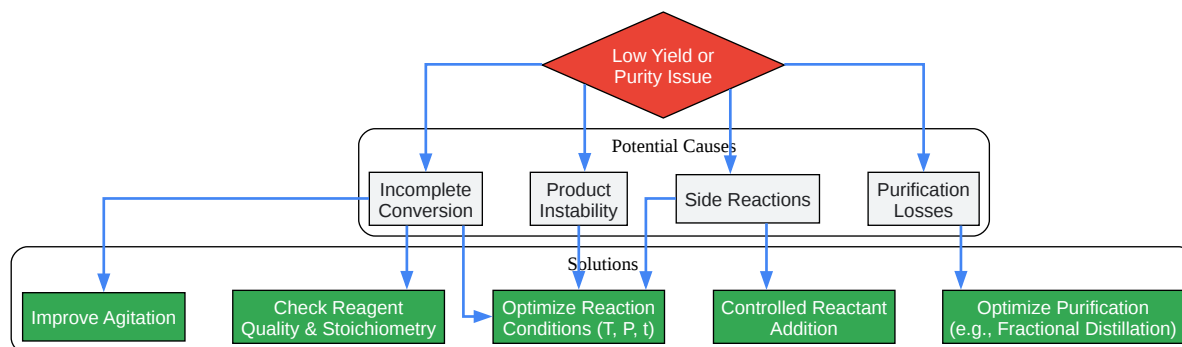 Low Yield or
Purity Issue
Potential Causes
Incomplete
Conversion
Product
Instability
Side Reactions
Purification
Losses
Solutions
Improve Agitation
Check Reagent
Quality & Stoichiometry
Optimize Reaction
Conditions (T, P, t)
Controlled Reactant
Addition
Optimize Purification
(e.g., Fractional Distillation)